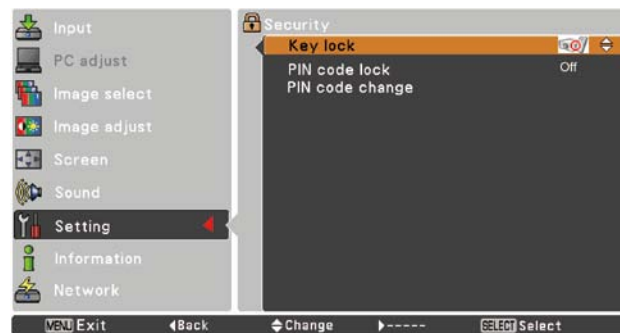 Input
PC adjust
Image select
Image adjust
Screen
Sound
Setting
Information
Network
Security
Key lock
PIN code lock Off
PIN code change
MENU Exit ◀Back ◆Change ▶----- SELECT Select